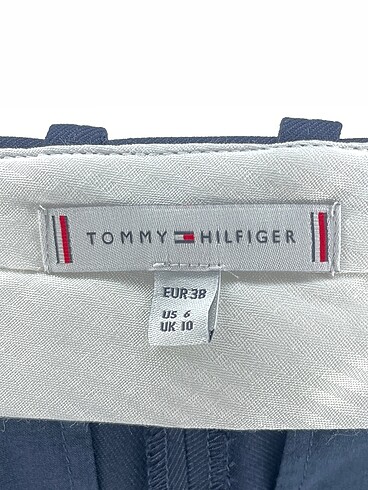 TOMMY HILFIGER
EUR 38
US 6
UK 10